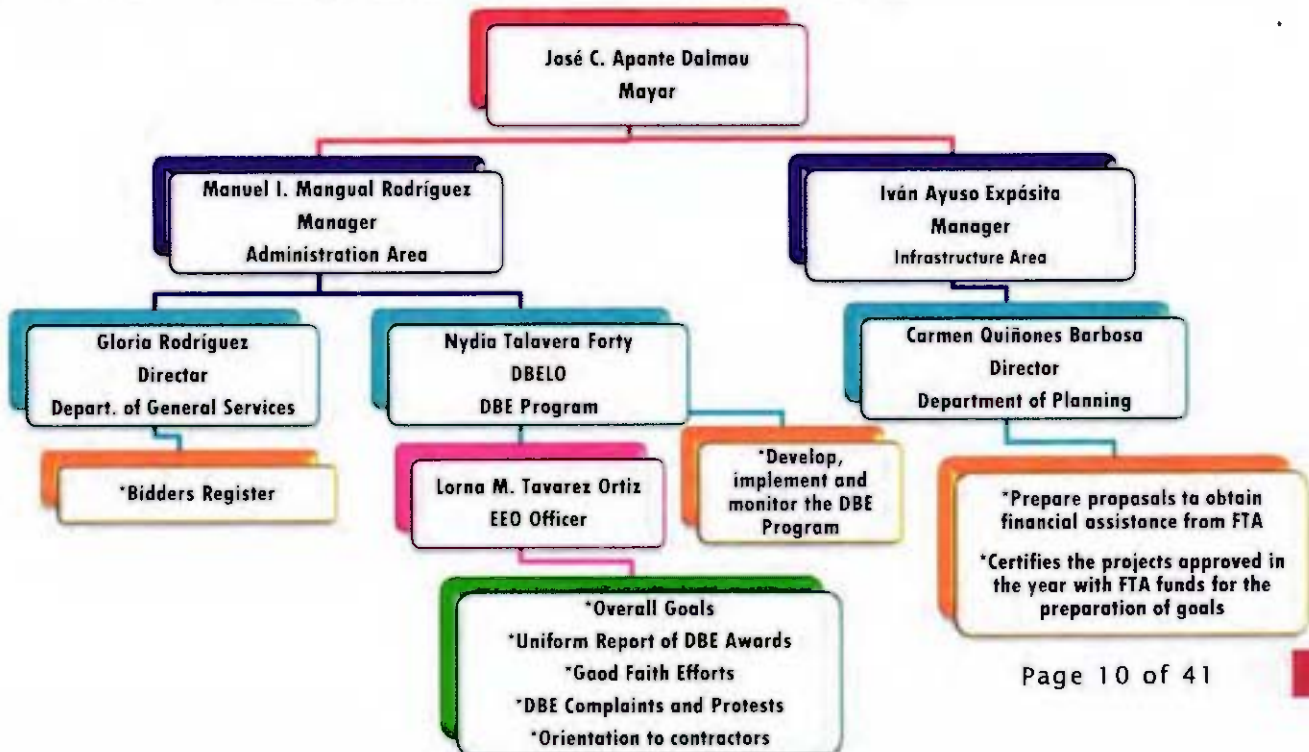 José C. Apante Dalmau
Mayar
Manuel I. Mangual Rodríguez
Manager
Administration Area
Iván Ayuso Expásita
Manager
Infrastructure Area
Gloria Rodríguez
Directar
Depart. of General Services
Nydia Talavera Forty
DBELO
DBE Program
Carmen Quiñones Barbosa
Director
Department of Planning
*Bidders Register
Lorna M. Tavarez Ortiz
EEO Officer
*Develop,
implement and
monitor the DBE
Program
*Prepare proposals to obtain
financial assistance from FTA
*Certifies the projects approved in
the year with FTA funds for the
preparation of goals
*Overall Goals
*Uniform Report of DBE Awards
*Good Faith Efforts
*DBE Complaints and Protests
*Orientation to contractors
Page 10 of 41